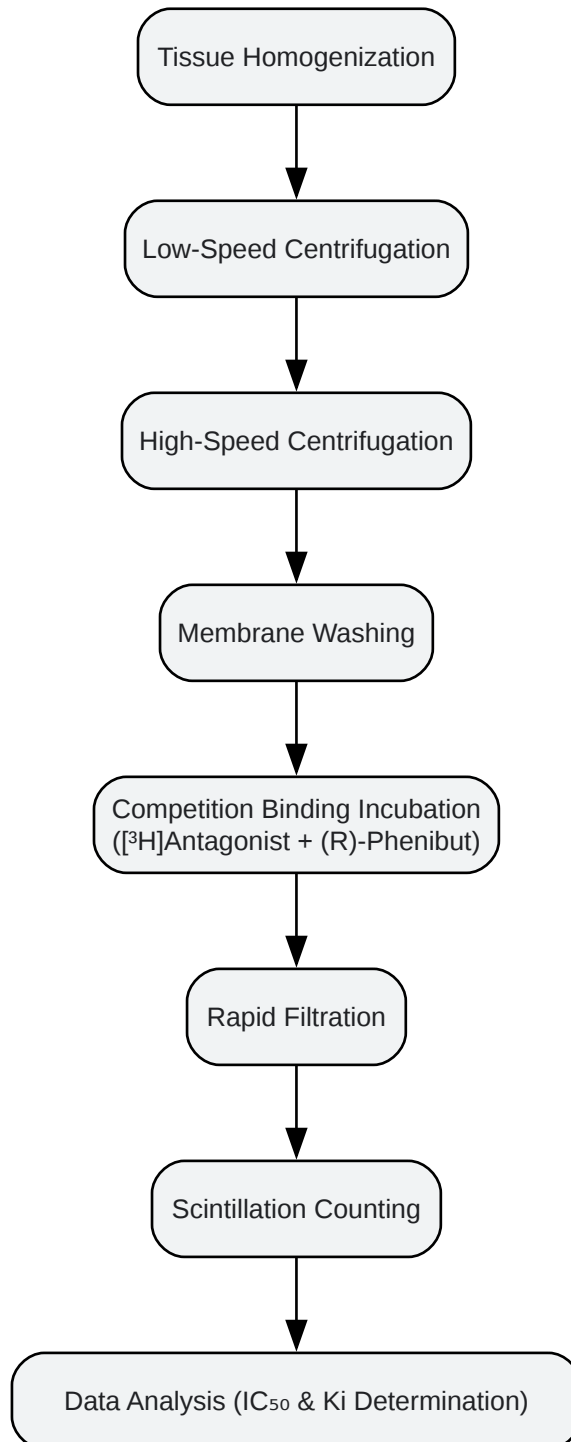 Tissue Homogenization
Low-Speed Centrifugation
High-Speed Centrifugation
Membrane Washing
Competition Binding Incubation
([³H]Antagonist + (R)-Phenibut)
Rapid Filtration
Scintillation Counting
Data Analysis (IC₅₀ & Ki Determination)